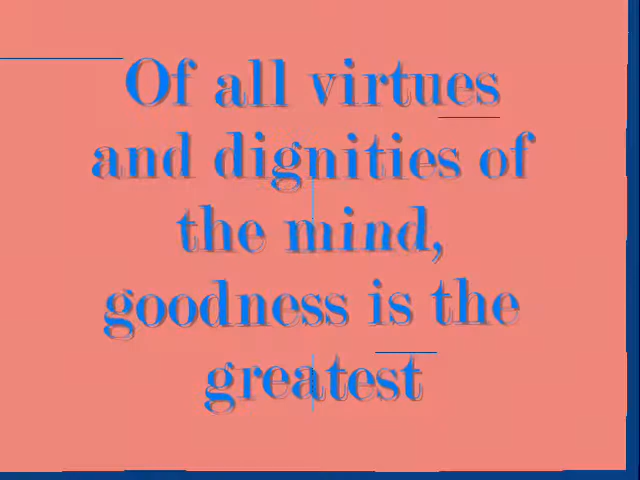 Of all virtues
and dignities of
the mind,
goodness is the
greatest